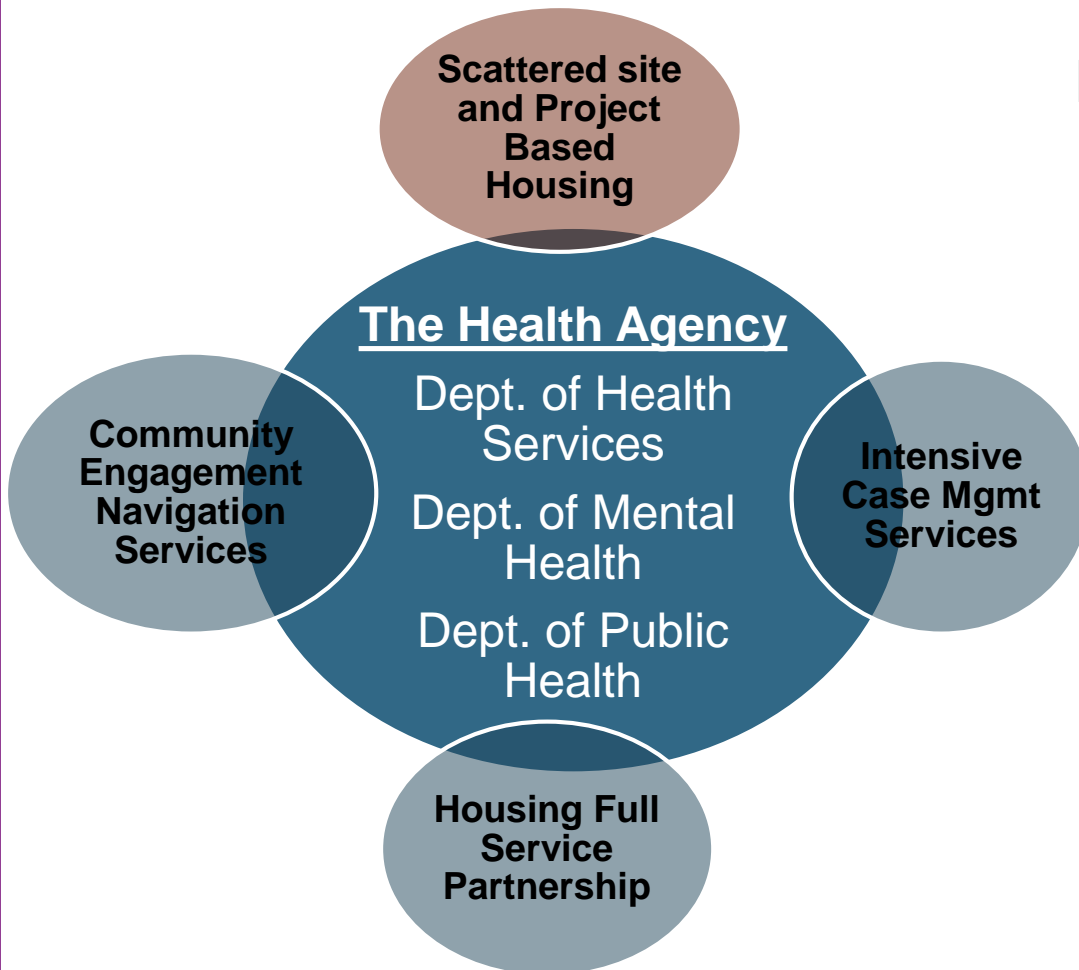 Scattered site
and Project
Based
Housing
The Health Agency
Dept. of Health
Services
Dept. of Mental
Health
Dept. of Public
Health
Community
Engagement
Navigation
Services
Intensive
Case Mgmt
Services
Housing Full
Service
Partnership